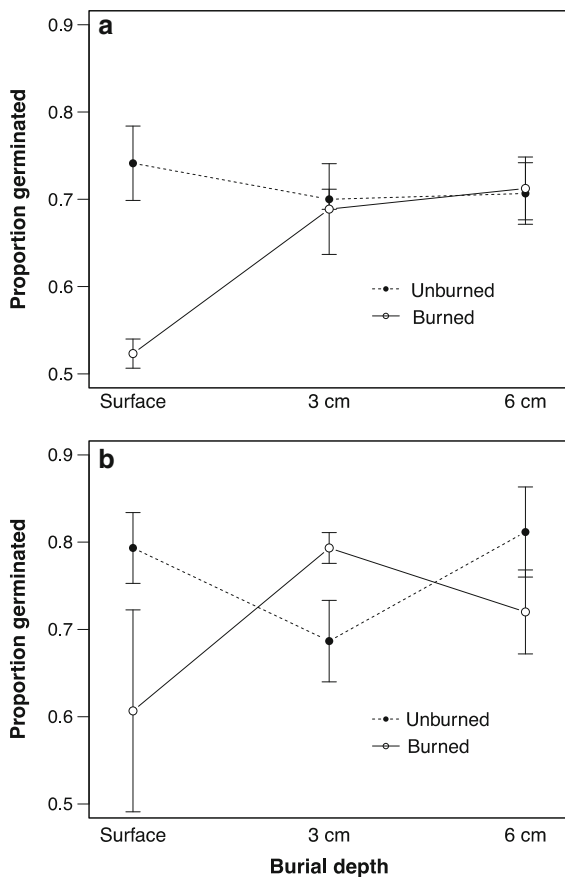 a
0.9
0.8
0.7
0.6
0.5
Proportion germinated
Unburned
Burned
Surface 3 cm 6 cm
b
0.9
0.8
0.7
0.6
0.5
Proportion germinated
Unburned
Burned
Surface 3 cm 6 cm
Burial depth